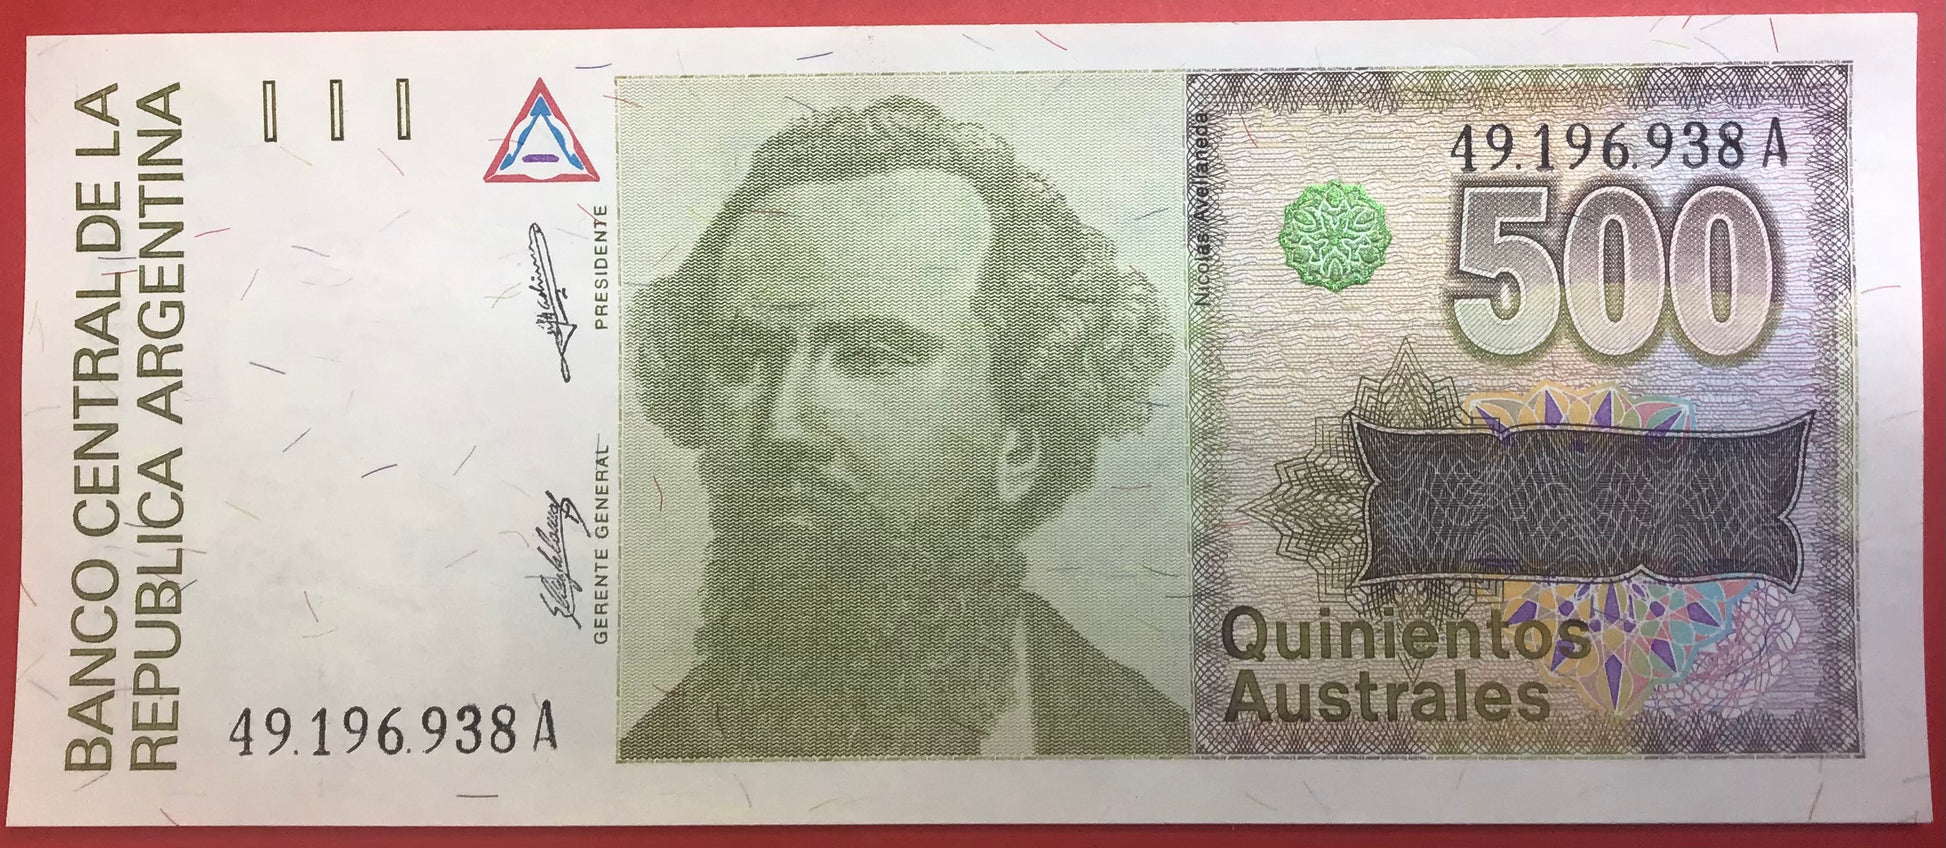 BANCO CENTRAL DE LA
REPUBLICA ARGENTINA
PRESIDENTE
GERENTE GENERAL
49.196.938 A
Nicolás Avellaneda
49.196.938 A
500
Quinientos
Australes